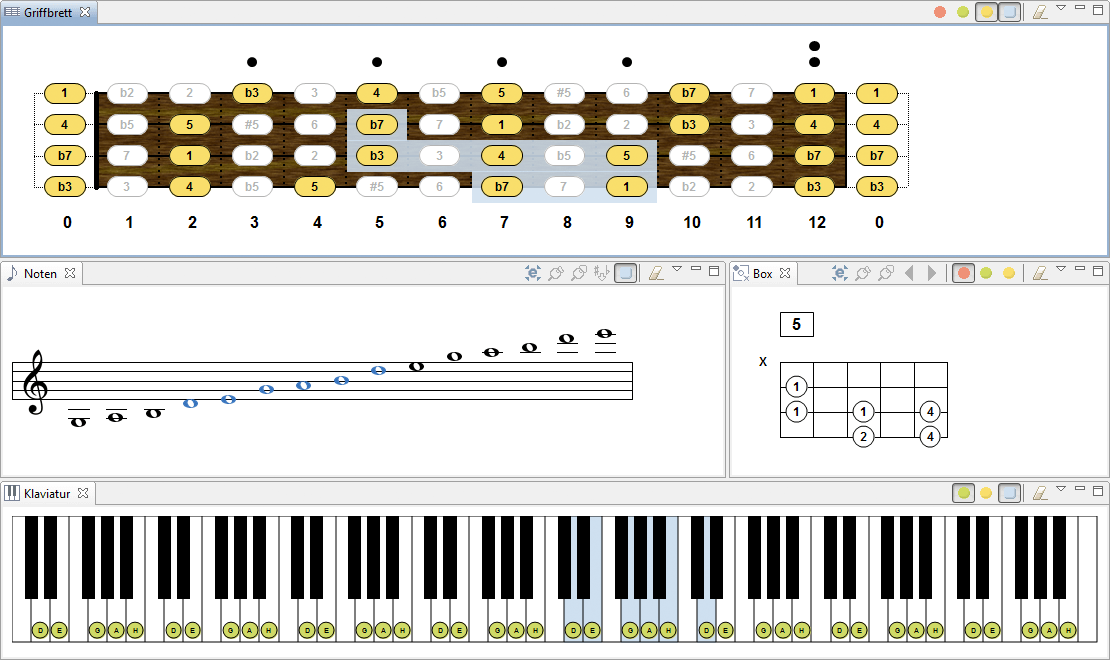 Griffbrett
1 b2 2 b3 3 4 b5 5 #5 6 b7 7 1 1
4 b5 5 #5 6 b7 7 1 b2 2 b3 3 4 4
b7 7 1 b2 2 b3 3 4 b5 5 #5 6 b7 b7
b3 3 4 b5 5 #5 6 b7 7 1 b2 2 b3 b3
0 1 2 3 4 5 6 7 8 9 10 11 12 0
Noten
Box
5
X
1
1 1 4
2 4
Klaviatur
D E G A H D E G A H D E G A H D E G A H D E G A H D E G A H D E G A H D E G A H